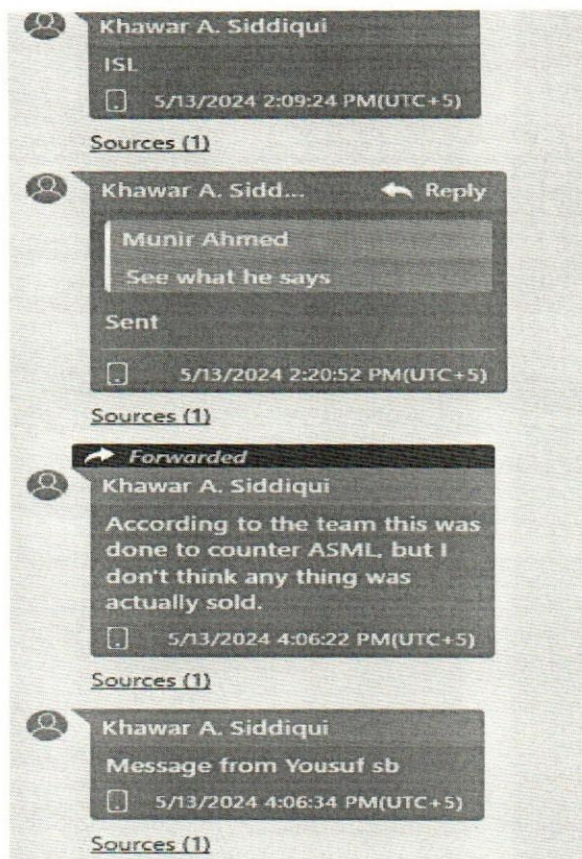 Khawar A. Siddiqui
ISL
5/13/2024 2:09:24 PM(UTC+5)
Sources (1)
Khawar A. Sidd... Reply
Munir Ahmed
See what he says
Sent
5/13/2024 2:20:52 PM(UTC+5)
Sources (1)
Forwarded
Khawar A. Siddiqui
According to the team this was
done to counter ASML, but I
don't think any thing was
actually sold.
5/13/2024 4:06:22 PM(UTC+5)
Sources (1)
Khawar A. Siddiqui
Message from Yousuf sb
5/13/2024 4:06:34 PM(UTC+5)
Sources (1)